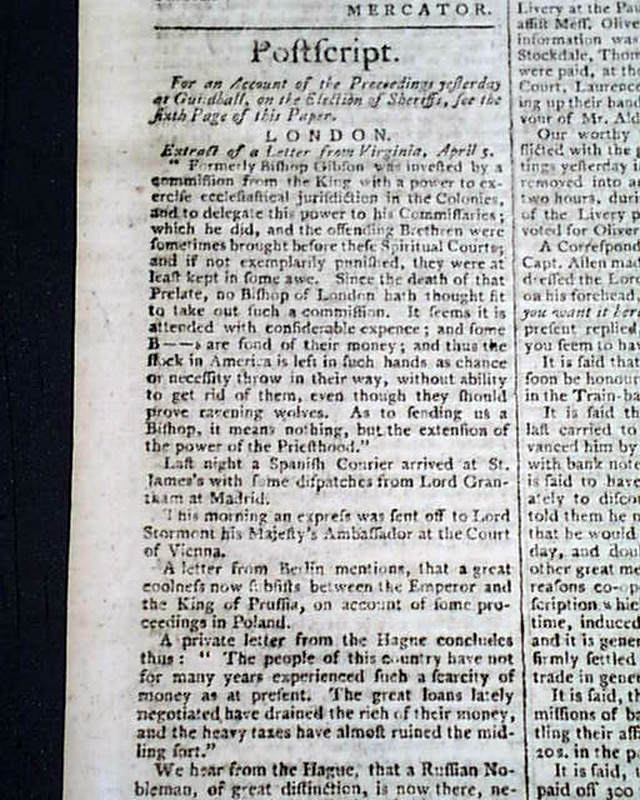 MERCATOR.
Poſtſcript.
For an Account of the Proceedings yeſterday
at Guildhall, on the Election of Sheriffs, ſee the
ſixth Page of this Paper.
LONDON.
Extract of a Letter from Virginia, April 5.
" Formerly Biſhop Gibſon was inveſted by a
commiſſion from the King with a power to ex-
erciſe eccleſiaſtical juriſdiction in the Colonies,
and to delegate this power to his Commiſſaries;
which he did, and the offending Brethren were
ſometimes brought before theſe Spiritual Courts;
and if not exemplarily puniſhed, they were at
leaſt kept in ſome awe. Since the death of that
Prelate, no Biſhop of London hath thought fit
to take out ſuch a commiſſion. It ſeems it is
attended with conſiderable expence; and ſome
B——s are fond of their money; and thus the
flock in America is left in ſuch hands as chance
or neceſſity throw in their way, without ability
to get rid of them, even though they ſhould
prove ravening wolves. As to ſending us a
Biſhop, it means nothing, but the extenſion of
the power of the Prieſthood."
Laſt night a Spaniſh Courier arrived at St.
James's with ſome diſpatches from Lord Gran-
tham at Madrid.
This morning an expreſs was ſent off to Lord
Stormont his Majeſty's Ambaſſador at the Court
of Vienna.
A letter from Berlin mentions, that a great
coolneſs now ſubſiſts between the Emperor and
the King of Pruſſia, on account of ſome pro-
ceedings in Poland.
A private letter from the Hague concludes
thus: " The people of this country have not
for many years experienced ſuch a ſcarcity of
money as at preſent. The great loans lately
negotiated have drained the rich of their money,
and the heavy taxes have almoſt ruined the mid-
ling ſort."
We hear from the Hague, that a Ruſſian No-
bleman, of great diſtinction, is now there, ne-
Livery at the
aſſiſt Meſſ. Olive
information was
Stockdale, Thom
were paid, at the
Court, Laurence
ing up their hand
vour of Mr. Ald
Our worthy
flicted with the
tings yeſterday
removed into a
two hours, duri
of the Livery p
voted for Oliver
A Correſpond
Capt. Allen mad
dreſſed the Lord
on his forehead,
you want it here
preſent replied,
you ſeem to hav
It is ſaid that
ſoon be honour
in the Train-ba
It is ſaid th
laſt carried to
vanced him by
with bank note
is ſaid to have
ately to diſco
told them he
that he would
day, and dou
other great me
reaſons co-op
ſcription whic
time, induced
and it is gener
firmly ſettled
trade in gener
It is ſaid, th
millions of b
tling their aff
20s. in the p
It is ſaid,
paid off 300